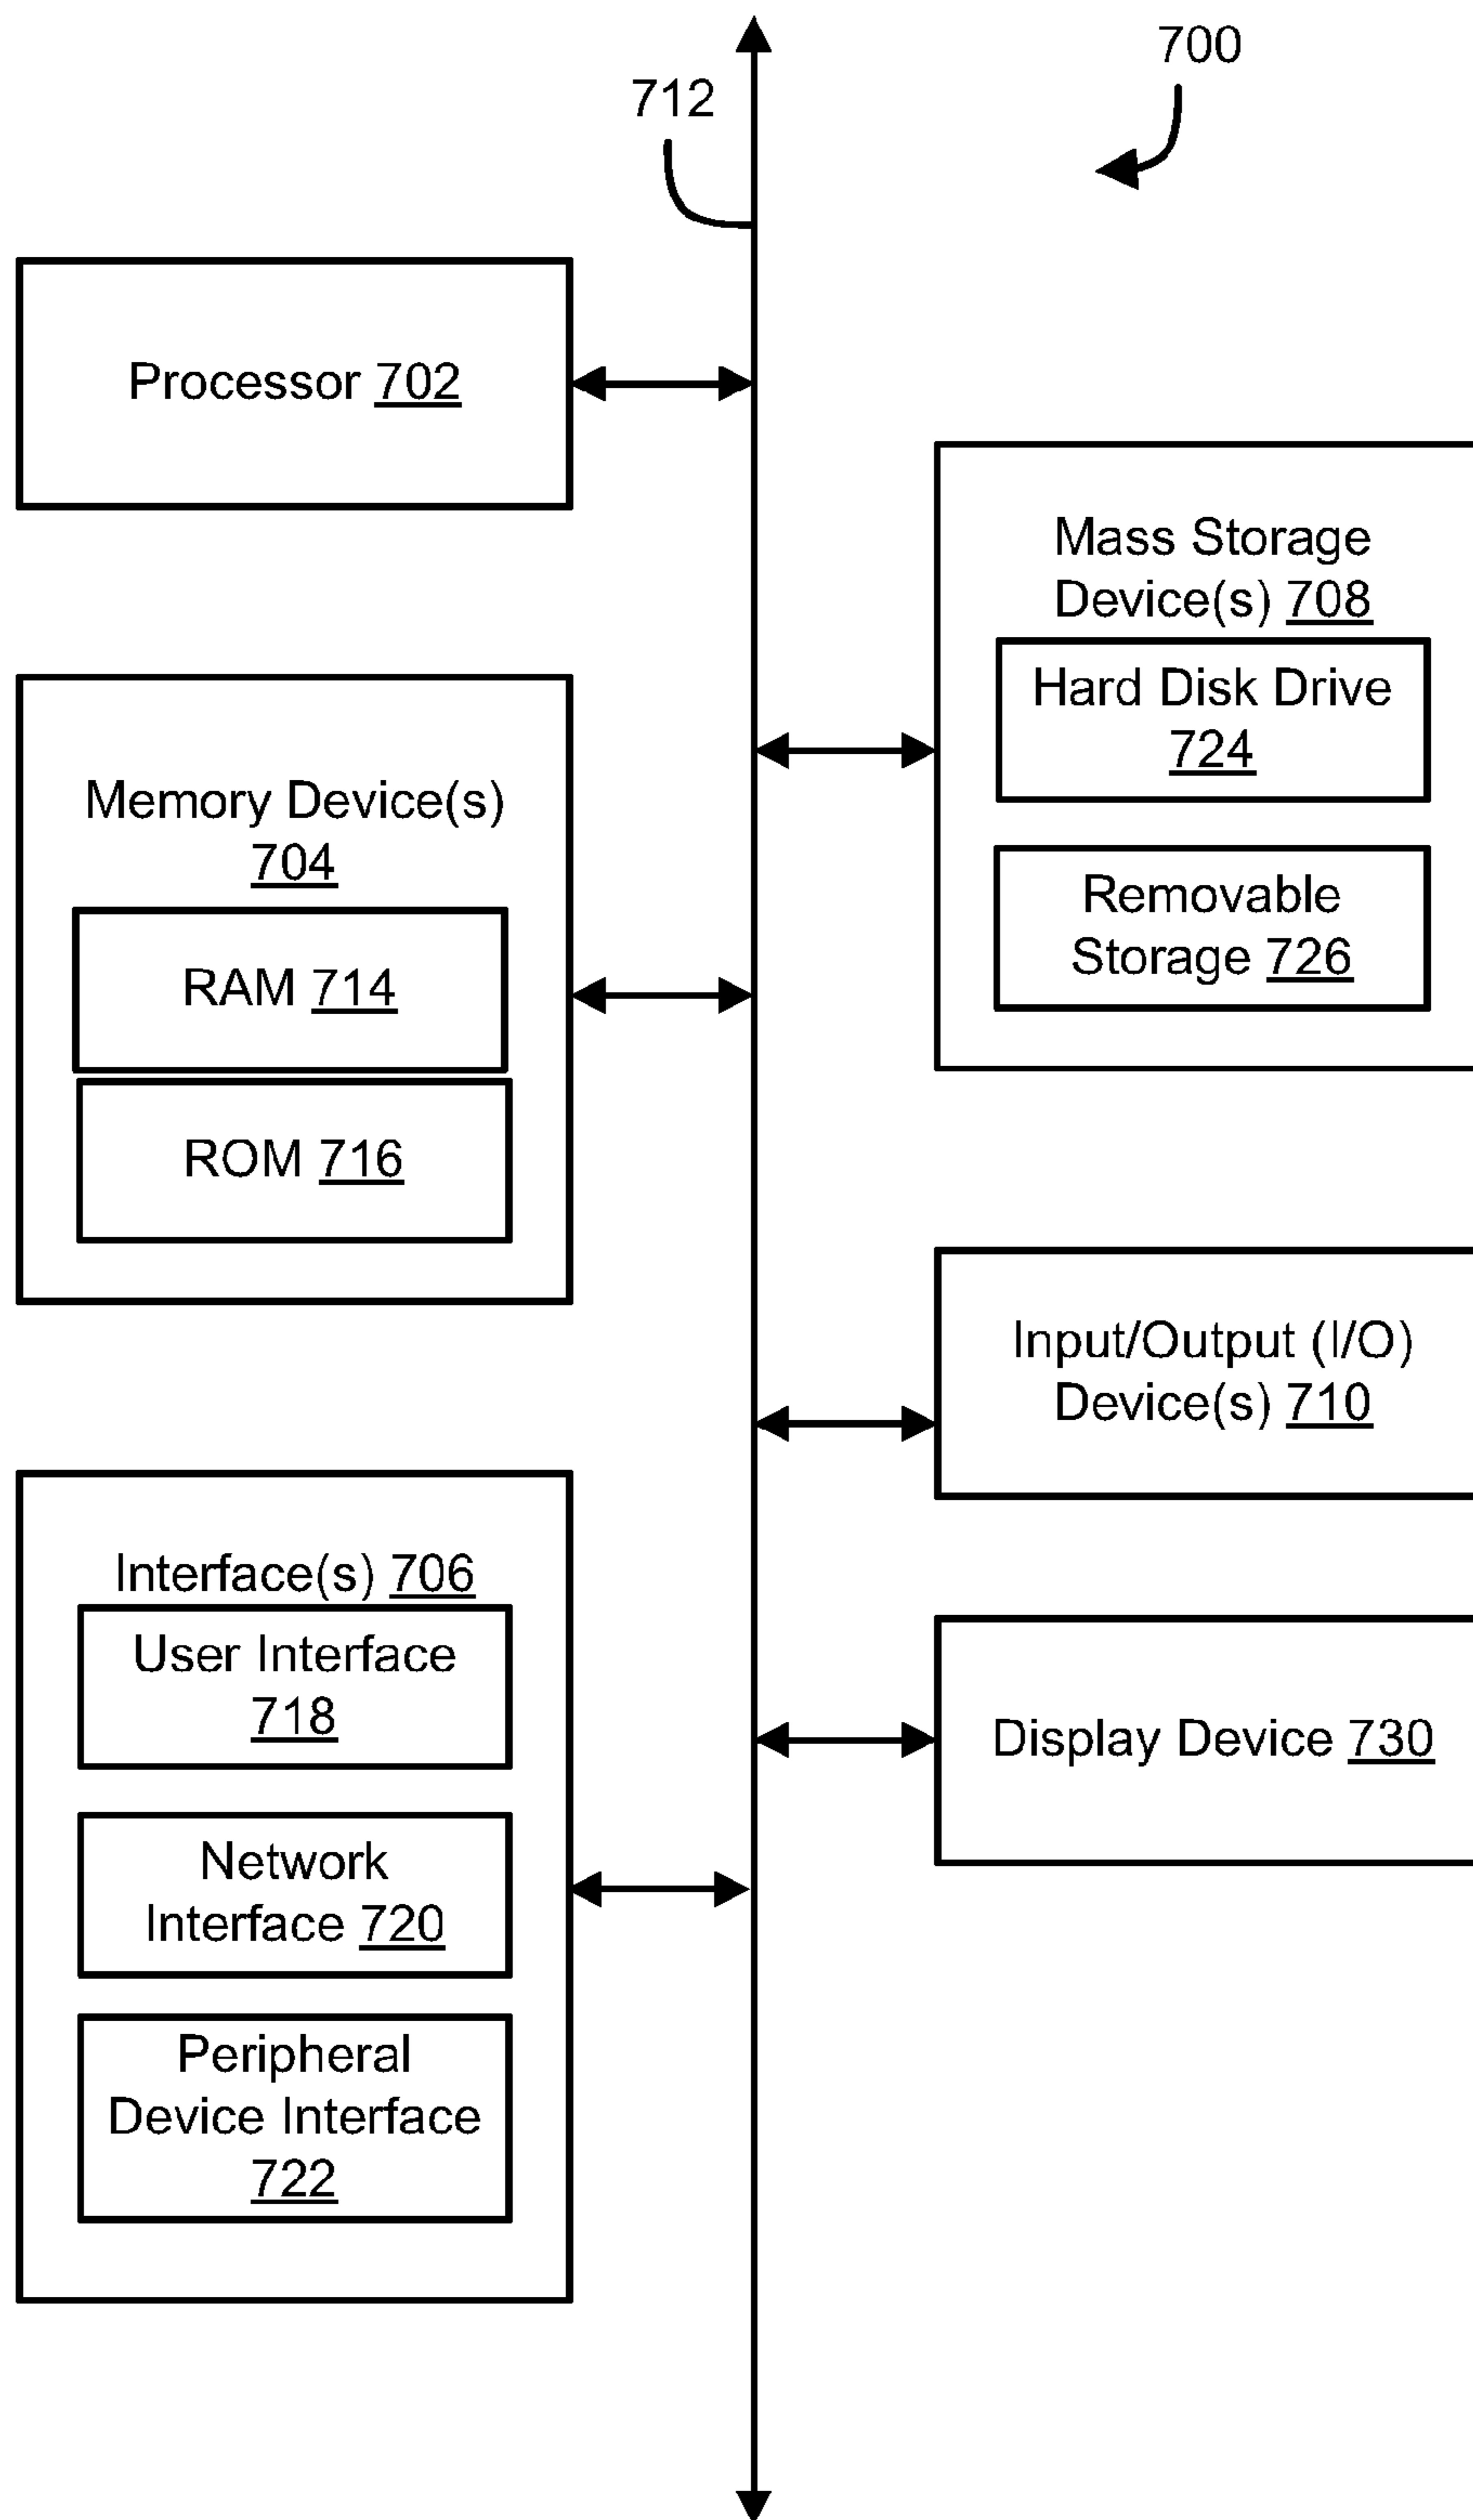 700
712
Processor 702
Mass Storage
Device(s) 708
Hard Disk Drive
724
Removable
Storage 726
Memory Device(s)
704
RAM 714
ROM 716
Input/Output (I/O)
Device(s) 710
Interface(s) 706
User Interface
718
Network
Interface 720
Peripheral
Device Interface
722
Display Device 730